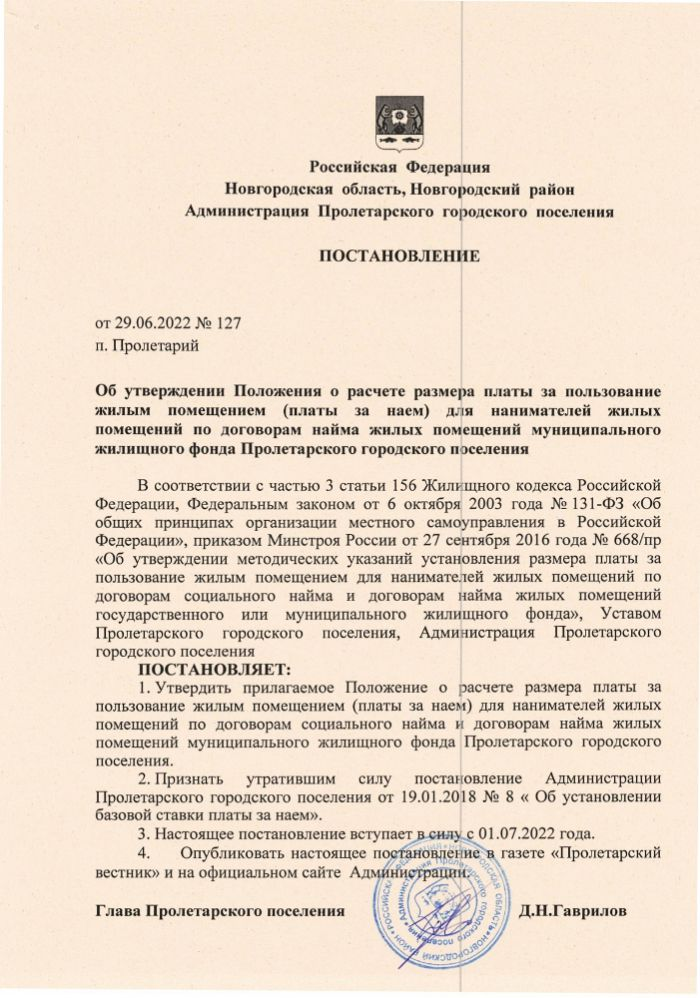 Российская Федерация
Новгородская область, Новгородский район
Администрация Пролетарского городского поселения
ПОСТАНОВЛЕНИЕ
от 29.06.2022 № 127
п. Пролетарий
Об утверждении Положения о расчете размера платы за пользование
жилым помещением (платы за наем) для нанимателей жилых
помещений по договорам найма жилых помещений муниципального
жилищного фонда Пролетарского городского поселения
В соответствии с частью 3 статьи 156 Жилищного кодекса Российской
Федерации, Федеральным законом от 6 октября 2003 года № 131-ФЗ «Об
общих принципах организации местного самоуправления в Российской
Федерации», приказом Минстроя России от 27 сентября 2016 года № 668/пр
«Об утверждении методических указаний установления размера платы за
пользование жилым помещением для нанимателей жилых помещений по
договорам социального найма и договорам найма жилых помещений
государственного или муниципального жилищного фонда», Уставом
Пролетарского городского поселения, Администрация Пролетарского
городского поселения
ПОСТАНОВЛЯЕТ:
1. Утвердить прилагаемое Положение о расчете размера платы за
пользование жилым помещением (платы за наем) для нанимателей жилых
помещений по договорам социального найма и договорам найма жилых
помещений муниципального жилищного фонда Пролетарского городского
поселения.
2. Признать утратившим силу постановление Администрации
Пролетарского городского поселения от 19.01.2018 № 8 « Об установлении
базовой ставки платы за наем».
3. Настоящее постановление вступает в силу с 01.07.2022 года.
4. Опубликовать настоящее постановление в газете «Пролетарский
вестник» и на официальном сайте Администрации.
Глава Пролетарского поселения Д.Н.Гаврилов
РОССИЙСКАЯ ФЕДЕРАЦИЯ • НОВГОРОДСКАЯ ОБЛАСТЬ • НОВГОРОДСКИЙ РАЙОН
Администрация Пролетарского городского поселения